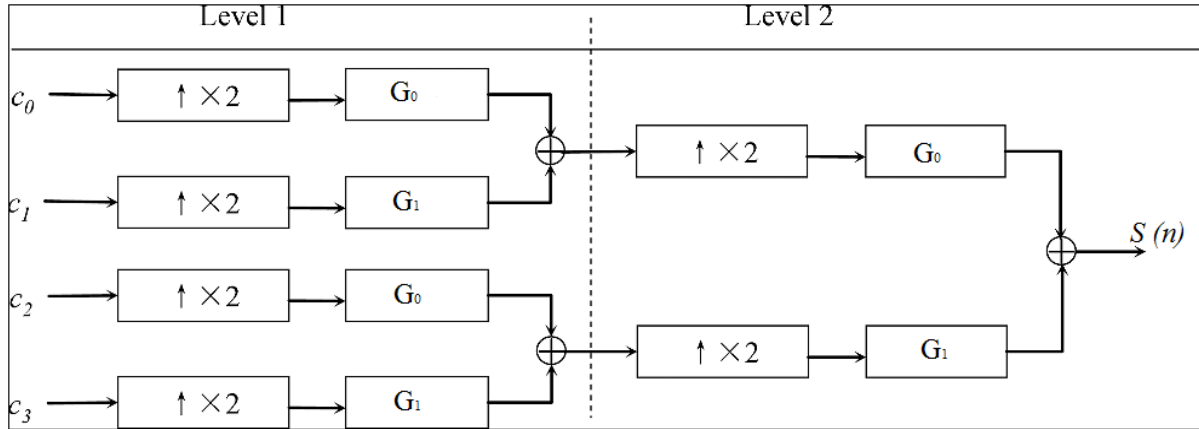 Level 1 Level 2
c0 ↑ ×2 G0
↑ ×2 G0
c1 ↑ ×2 G1
S (n)
c2 ↑ ×2 G0
↑ ×2 G1
c3 ↑ ×2 G1